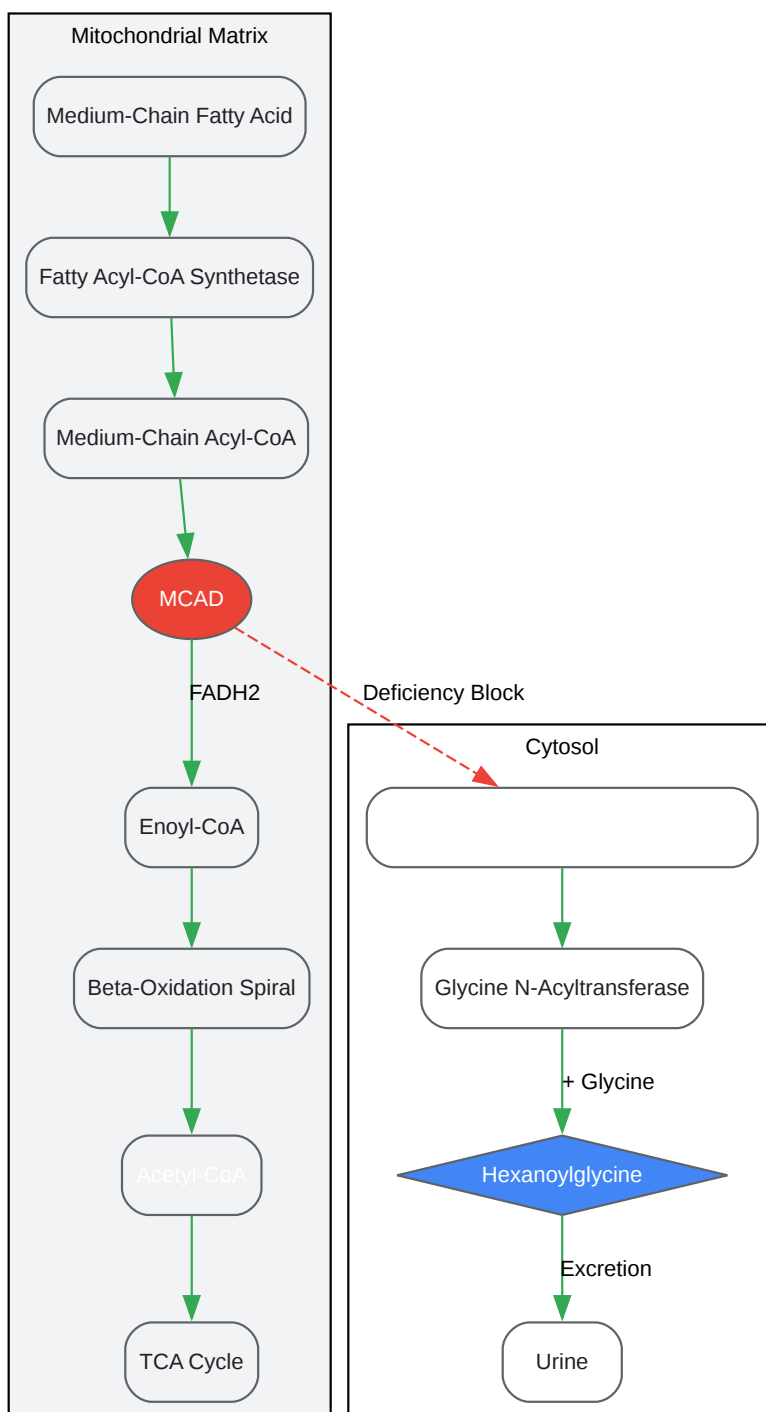 Mitochondrial Matrix
Medium-Chain Fatty Acid
Fatty Acyl-CoA Synthetase
Medium-Chain Acyl-CoA
MCAD
FADH2
Deficiency Block
Enoyl-CoA
Beta-Oxidation Spiral
Acetyl-CoA
TCA Cycle
Cytosol
Glycine N-Acyltransferase
+ Glycine
Hexanoylglycine
Excretion
Urine